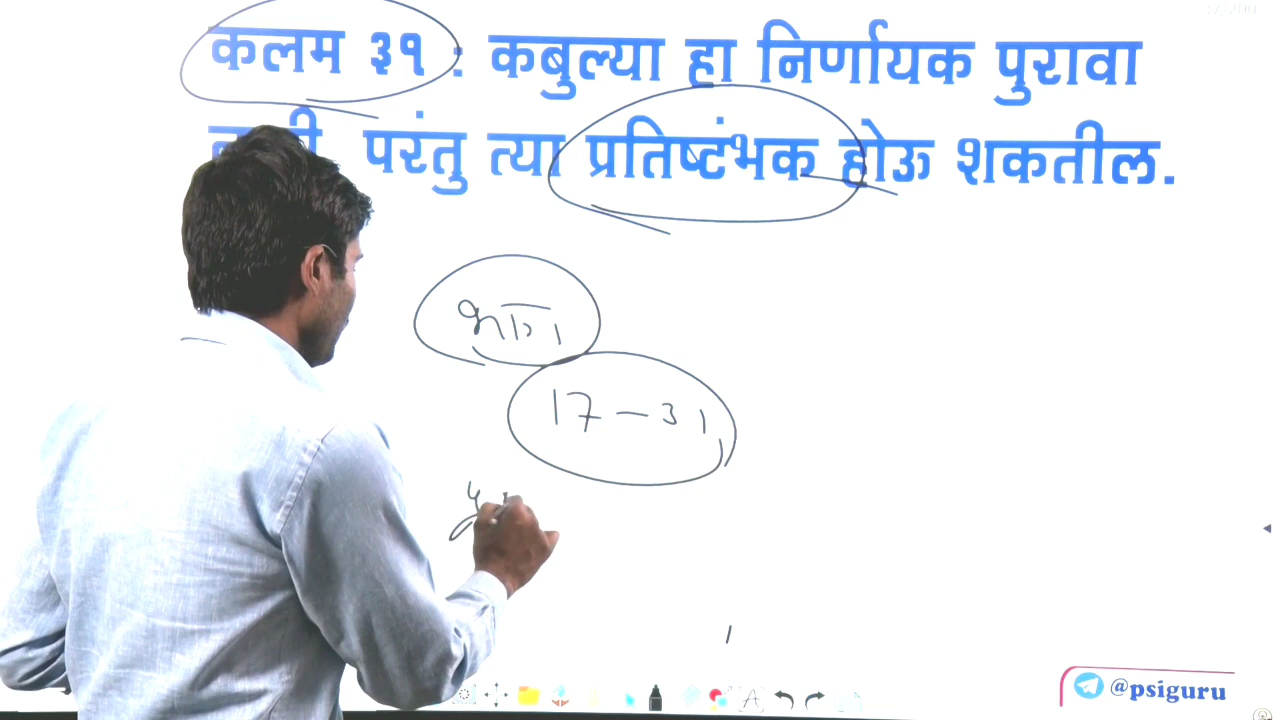 कलम ३१ : कबुल्या हा निर्णायक पुरावा
परंतु त्या प्रतिष्टंभक होऊ शकतील.
17 - 31
@psiguru